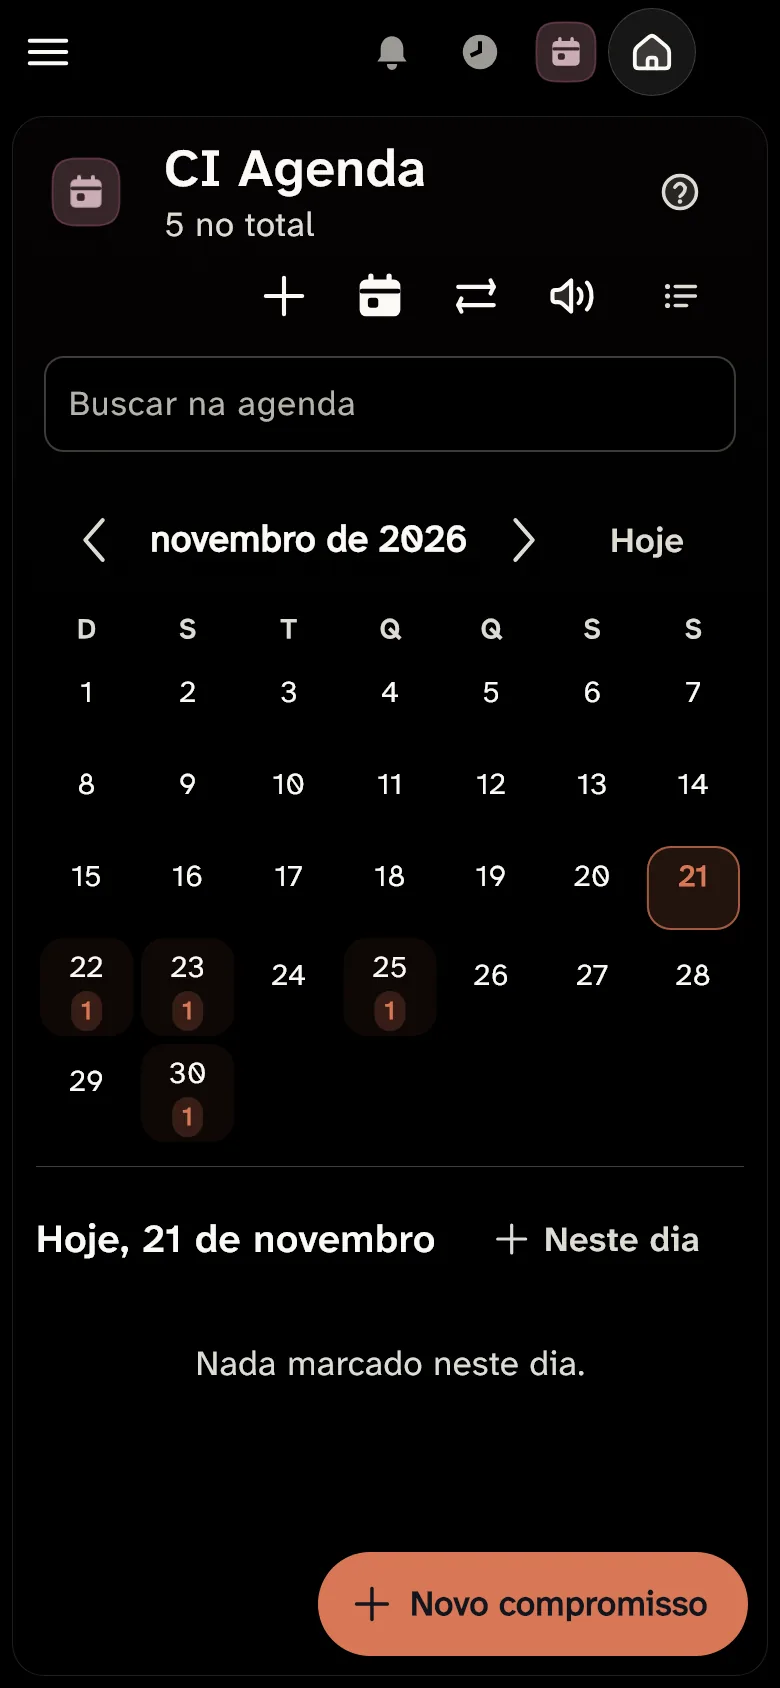 CI Agenda
5 no total
Buscar na agenda
novembro de 2026
Hoje
D S T Q Q S S
1 2 3 4 5 6 7
8 9 10 11 12 13 14
15 16 17 18 19 20 21
22 23 24 25 26 27 28
1 1 1
29 30
1
Hoje, 21 de novembro
Neste dia
Nada marcado neste dia.
Novo compromisso